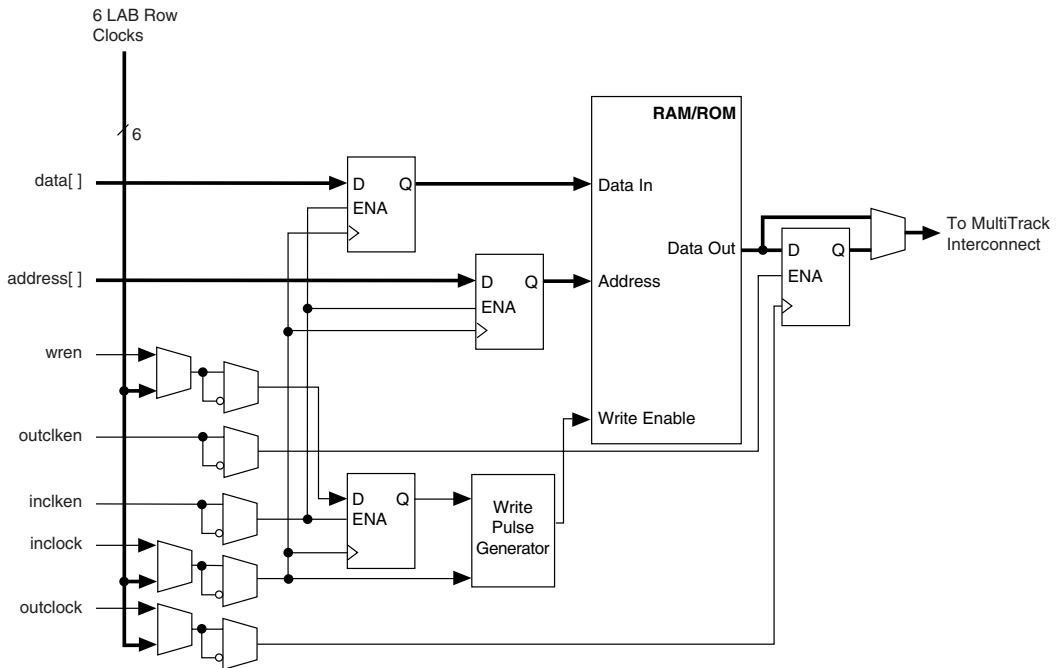 6 LAB Row
Clocks
6
RAM/ROM
data[ ]
D Q
ENA
Data In
address[ ]
D Q
ENA
Address
Data Out
D Q
ENA
To MultiTrack
Interconnect
wren
outclken
Write Enable
inclken
D Q
ENA
Write
Pulse
Generator
inclock
outclock